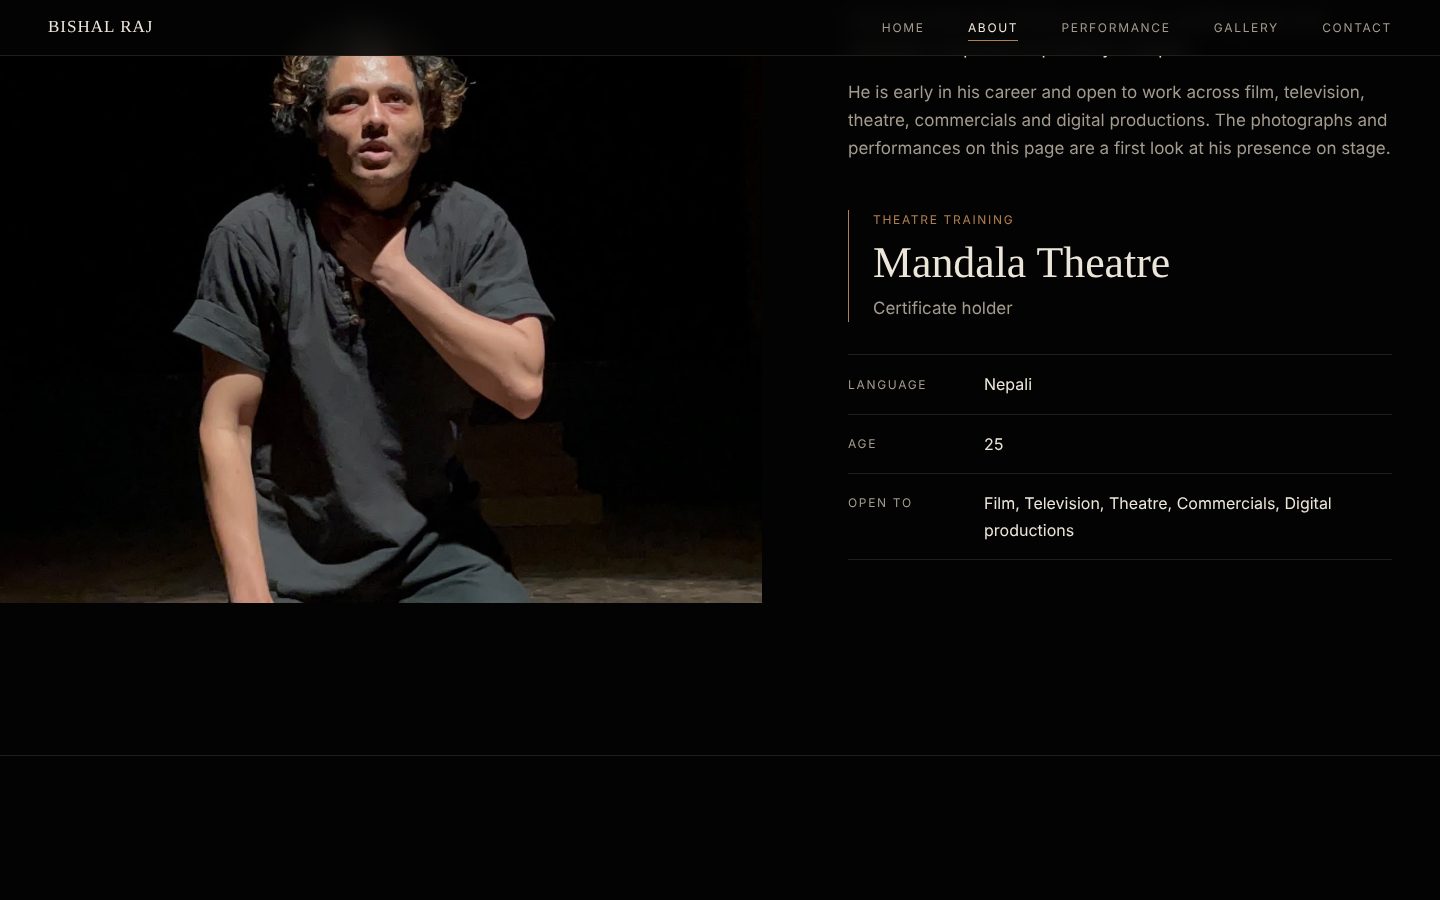 BISHAL RAJ
HOME ABOUT PERFORMANCE GALLERY CONTACT
He is early in his career and open to work across film, television,
theatre, commercials and digital productions. The photographs and
performances on this page are a first look at his presence on stage.
THEATRE TRAINING
Mandala Theatre
Certificate holder
LANGUAGE Nepali
AGE 25
OPEN TO Film, Television, Theatre, Commercials, Digital
productions